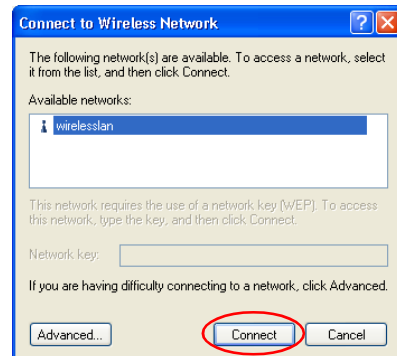 Connect to Wireless Network
The following network(s) are available. To access a network, select
it from the list, and then click Connect.
Available networks:
wirelesslan
This network requires the use of a network key (WEP). To access
this network, type the key, and then click Connect.
Network key:
If you are having difficulty connecting to a network, click Advanced.
Advanced... Connect Cancel